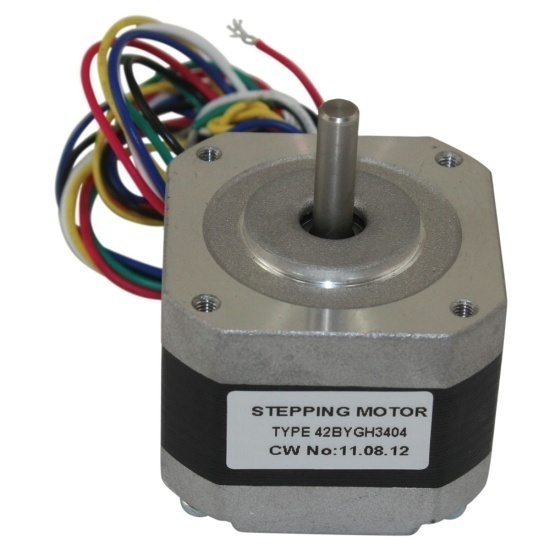 STEPPING MOTOR
TYPE 42BYGH3404
CW No:11.08.12